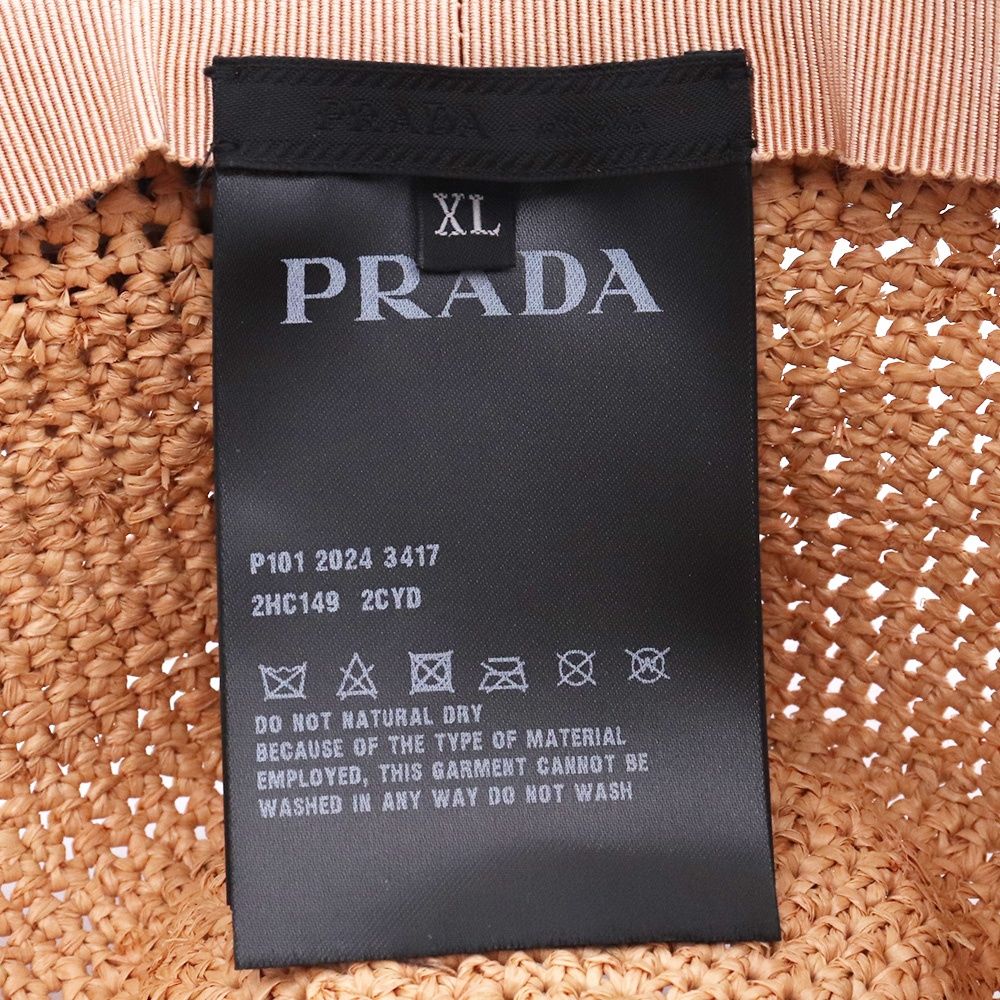 PRADA
XL
PRADA
P101 2024 3417
2HC149 2CYD
DO NOT NATURAL DRY
BECAUSE OF THE TYPE OF MATERIAL
EMPLOYED, THIS GARMENT CANNOT BE
WASHED IN ANY WAY DO NOT WASH